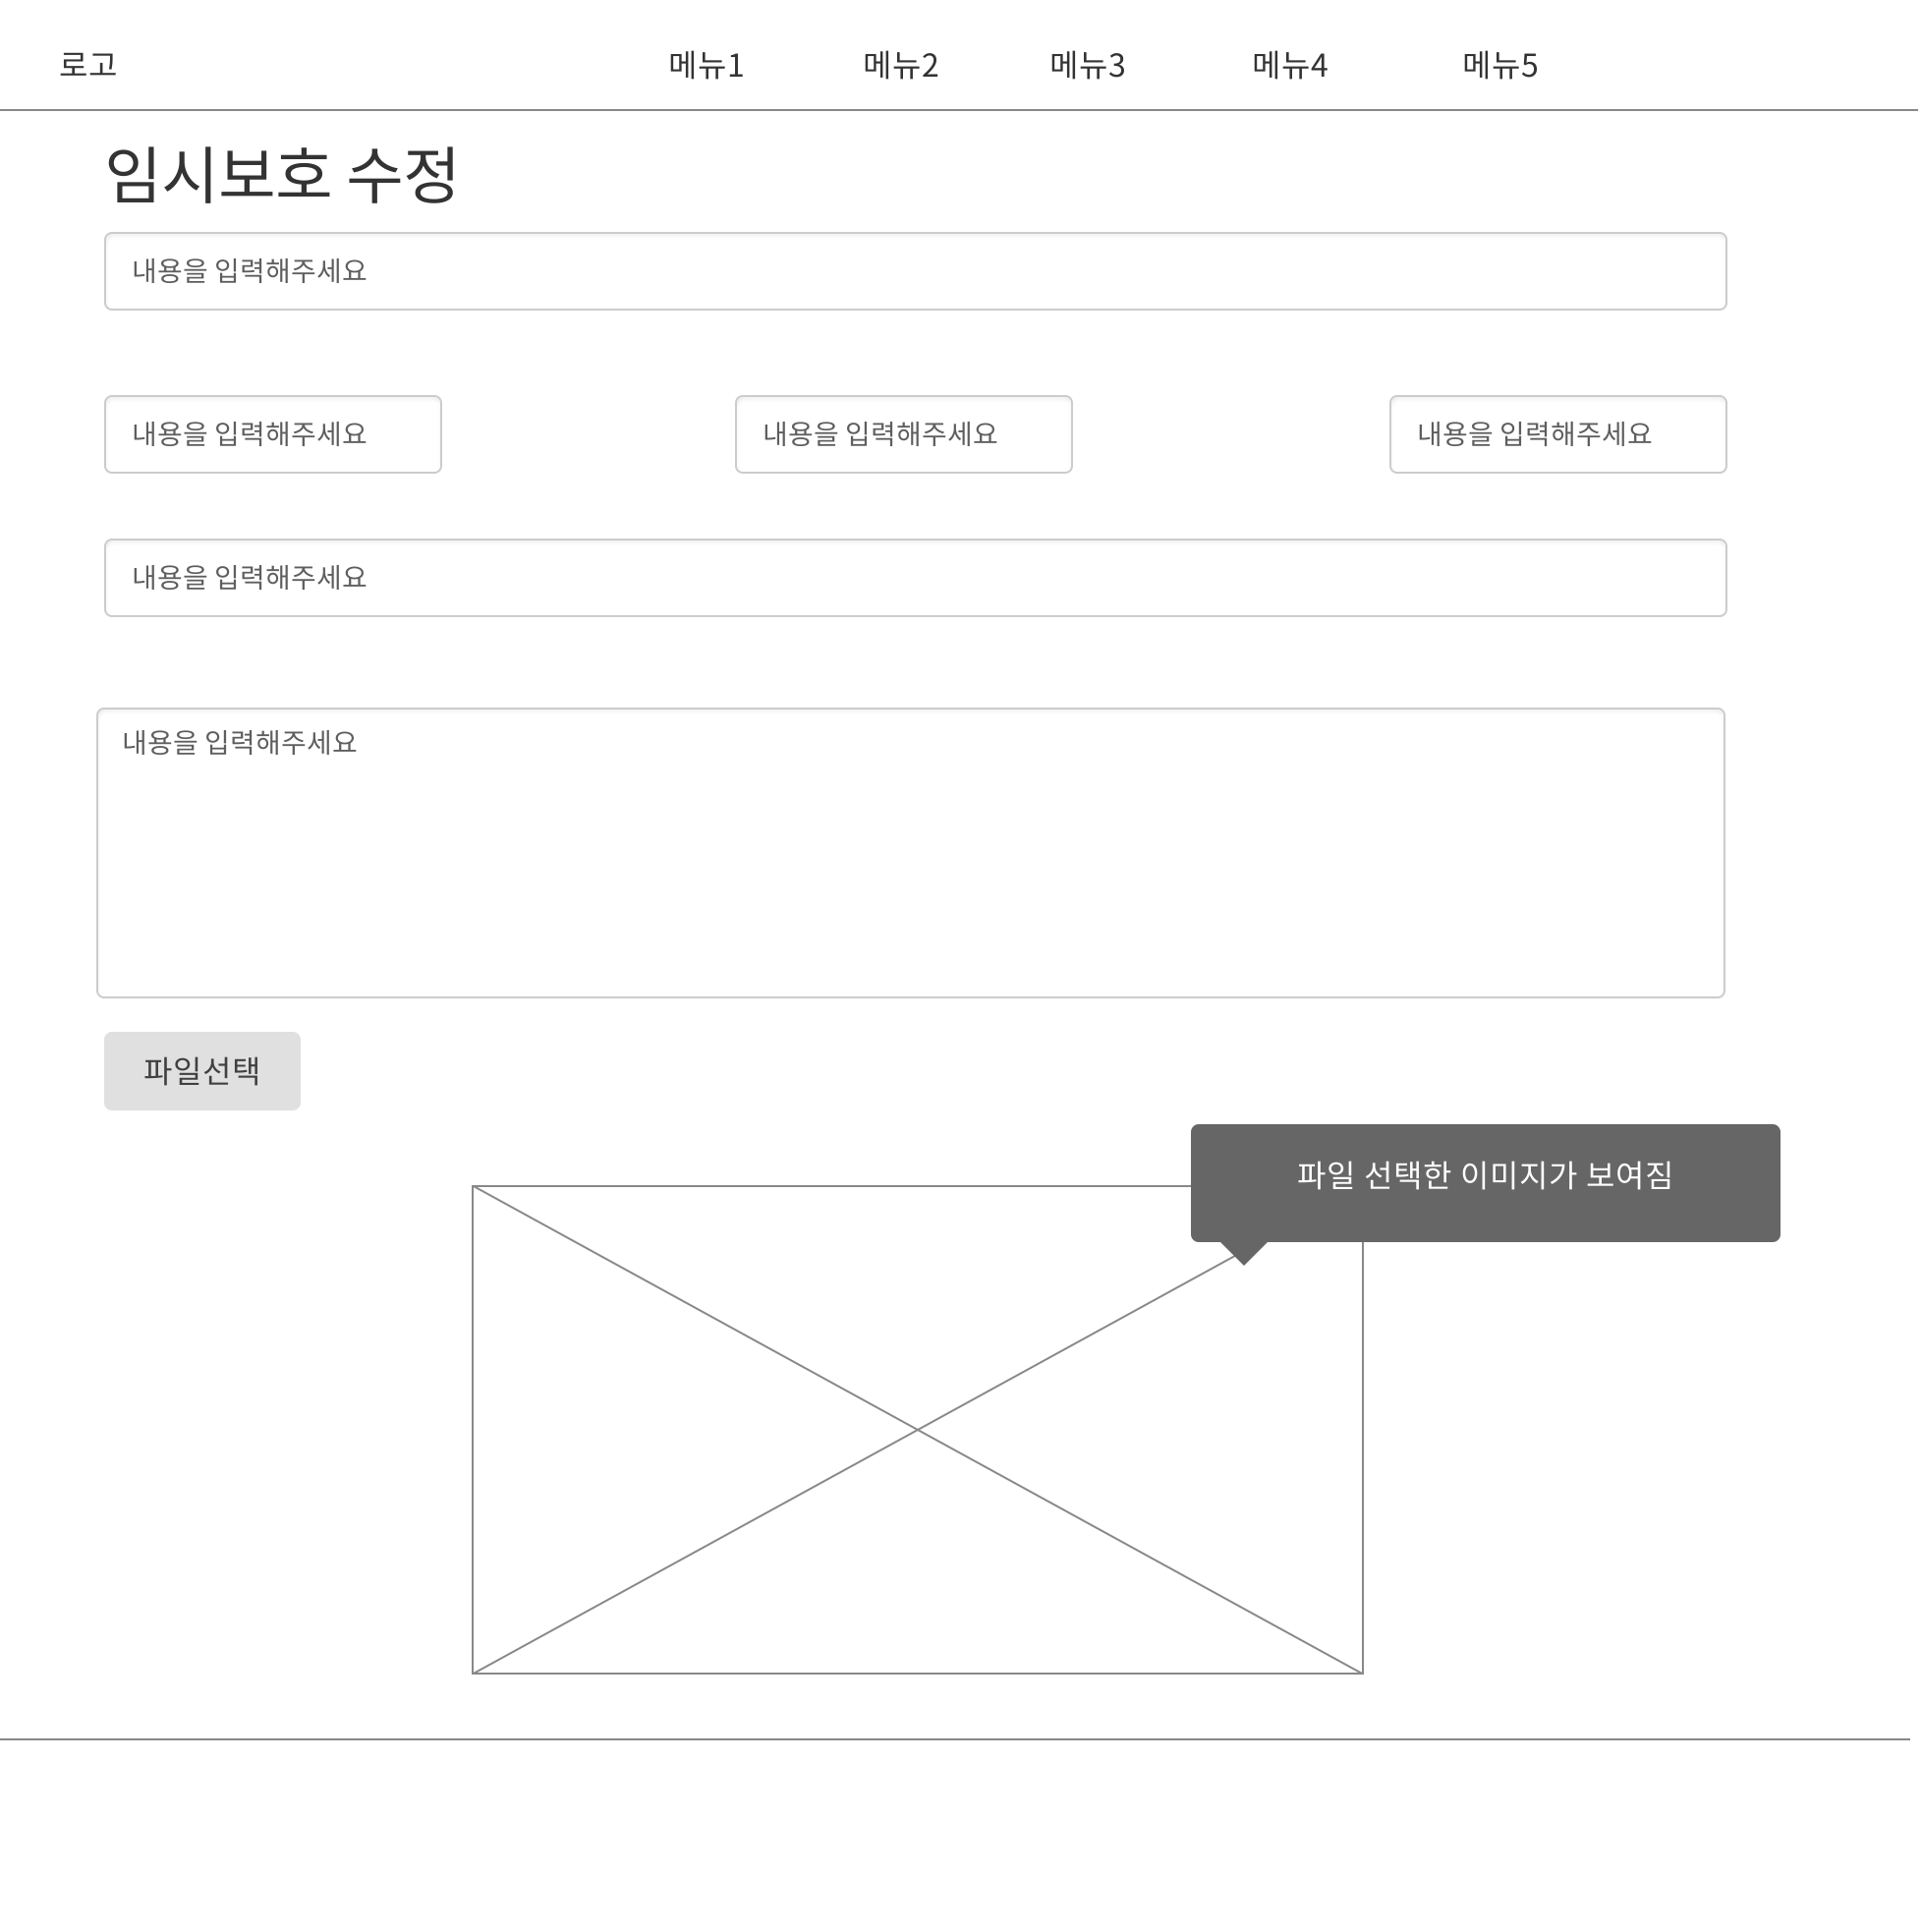 로고
메뉴1
메뉴2
메뉴3
메뉴4
메뉴5
임시보호 수정
내용을 입력해주세요
내용을 입력해주세요
내용을 입력해주세요
내용을 입력해주세요
내용을 입력해주세요
내용을 입력해주세요
파일선택
파일 선택한 이미지가 보여짐